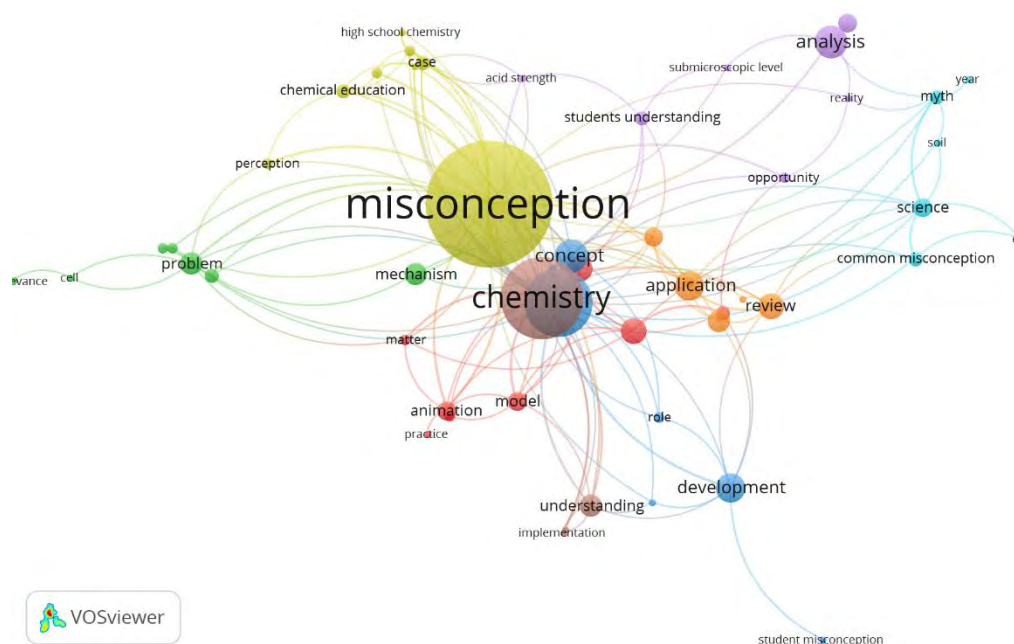 high school chemistry
case
chemical education
acid strength
submicroscopic level
analysis
year
reality
myth
students understanding
soil
perception
opportunity
misconception
science
concept
common misconception
problem
mechanism
cell
evance
application
chemistry
review
matter
model
animation
practice
role
development
understanding
implementation
VOSviewer
student misconception